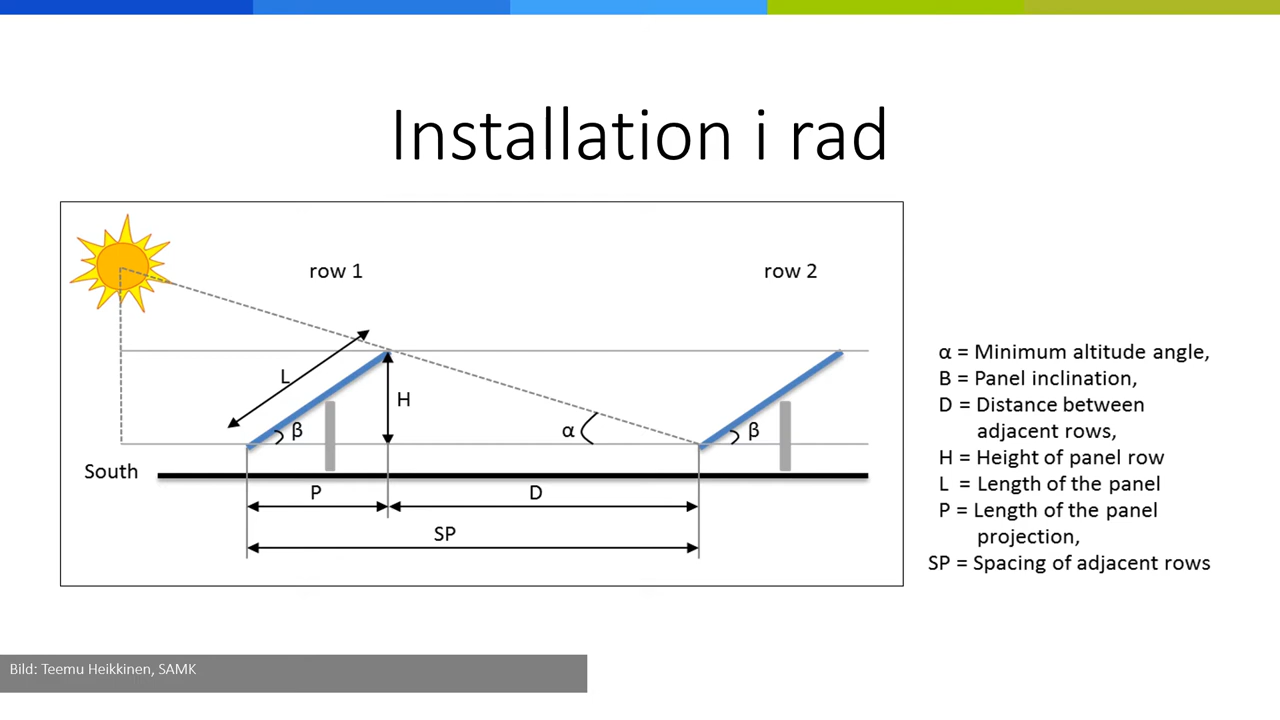 Installation i rad
row 1
row 2
L
H
β
α
β
South
P
D
SP
α = Minimum altitude angle,
B = Panel inclination,
D = Distance between
adjacent rows,
H = Height of panel row
L = Length of the panel
P = Length of the panel
projection,
SP = Spacing of adjacent rows
Bild: Teemu Heikkinen, SAMK